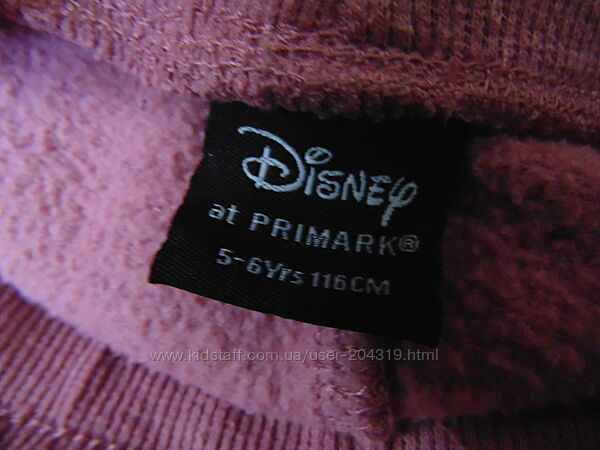 Disney
at PRIMARK®
5-6Yrs 116CM
www.kidstaff.com.ua/user-204319.html